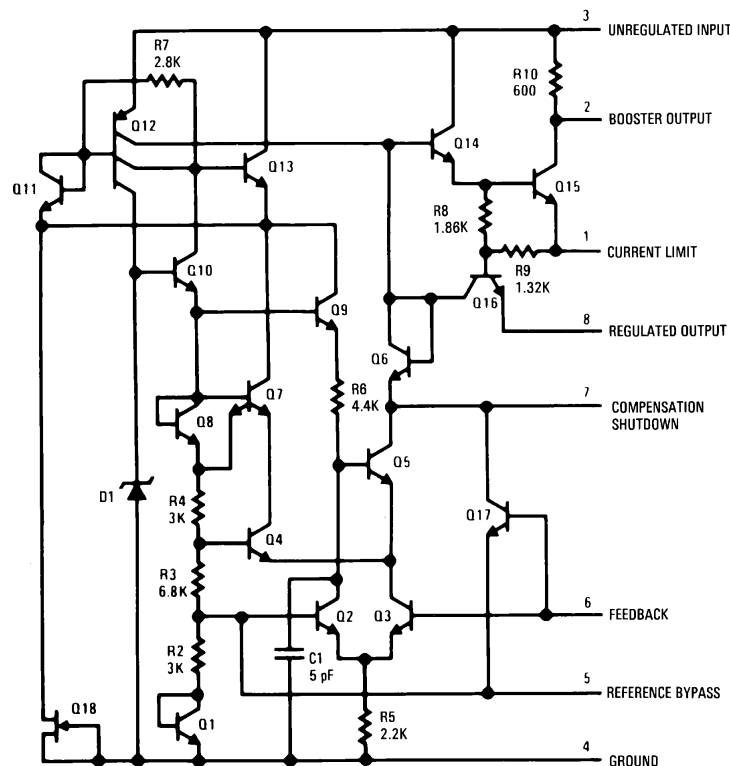 3
UNREGULATED INPUT
R7
2.8K
R10
600
Q12
2
BOOSTER OUTPUT
Q14
Q13
Q11
Q15
R8
1.86K
1
CURRENT LIMIT
R9
1.32K
Q10
Q9
Q16
8
REGULATED OUTPUT
Q6
R6
4.4K
Q7
Q8
7
COMPENSATION
SHUTDOWN
Q5
D1
R4
3K
Q17
Q4
R3
6.8K
6
FEEDBACK
Q2
Q3
R2
3K
C1
5 pF
5
REFERENCE BYPASS
Q18
Q1
R5
2.2K
4
GROUND